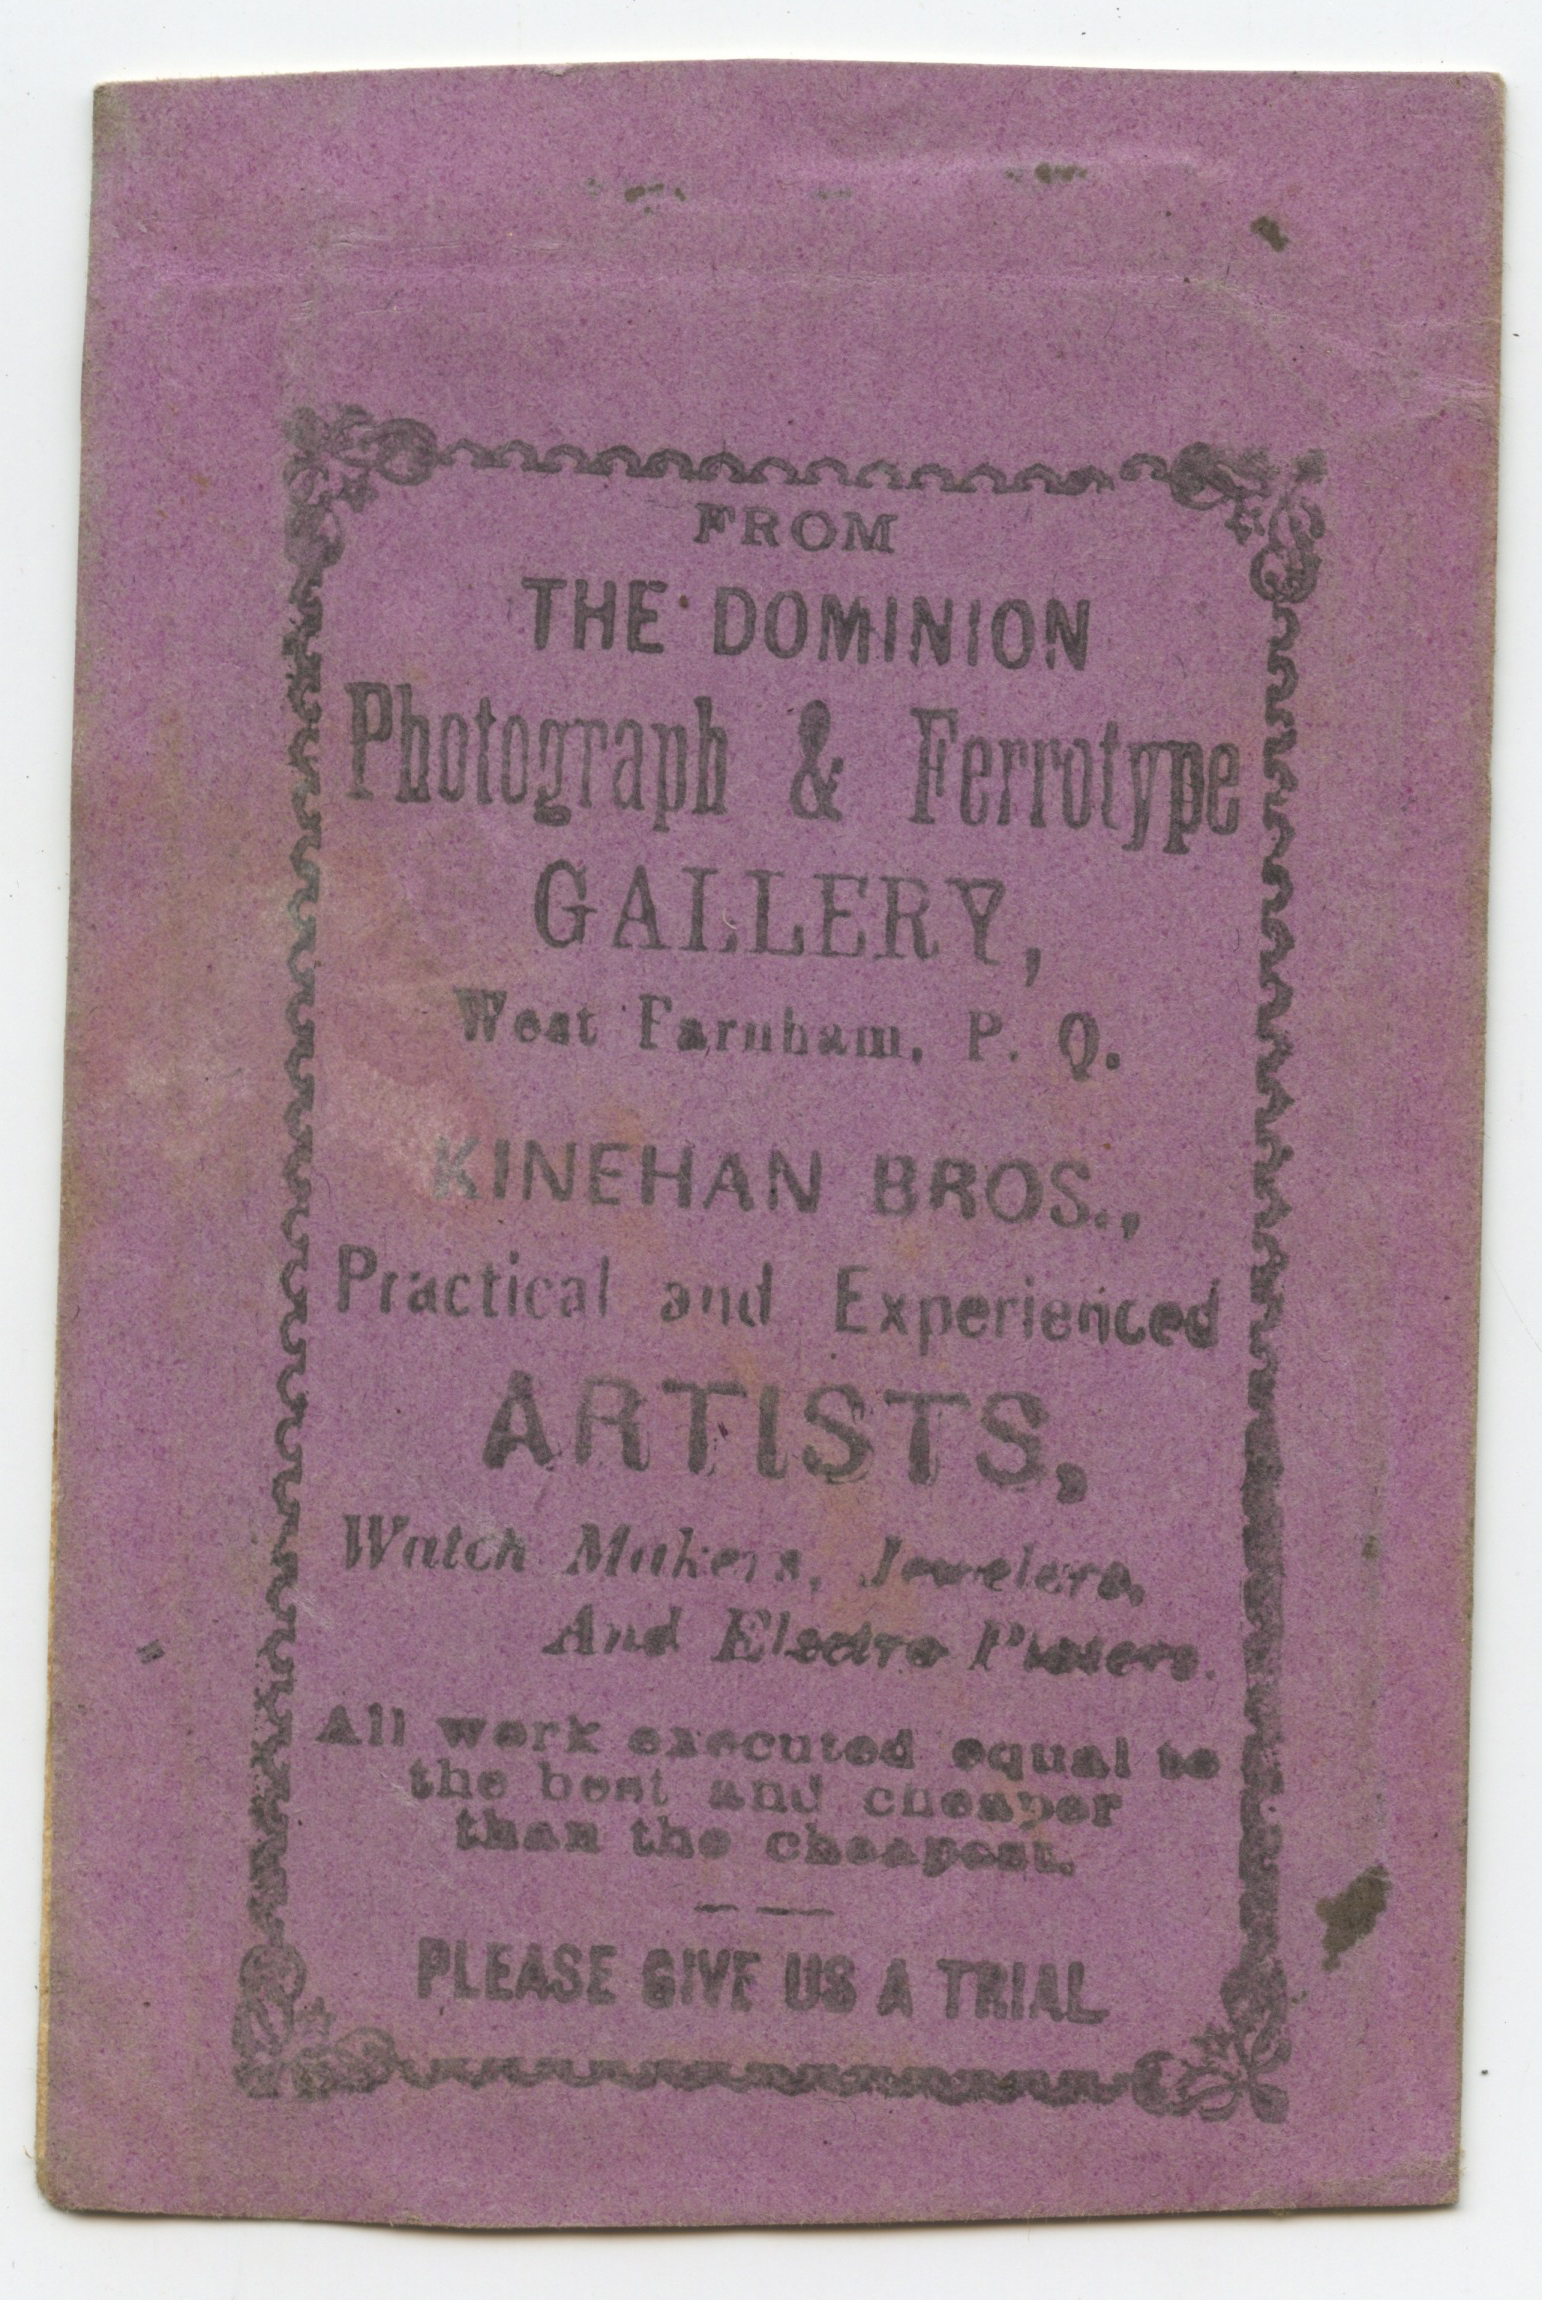 FROM
THE DOMINION
Photograph & Ferrotype
GALLERY,
West Farnham, P. Q.
KINEHAN BROS.,
Practical and Experienced
ARTISTS,
Watch Makers, Jewelers,
And Electro Platers.
All work executed equal to
the best and cheaper
than the cheapest.
PLEASE GIVE US A TRIAL